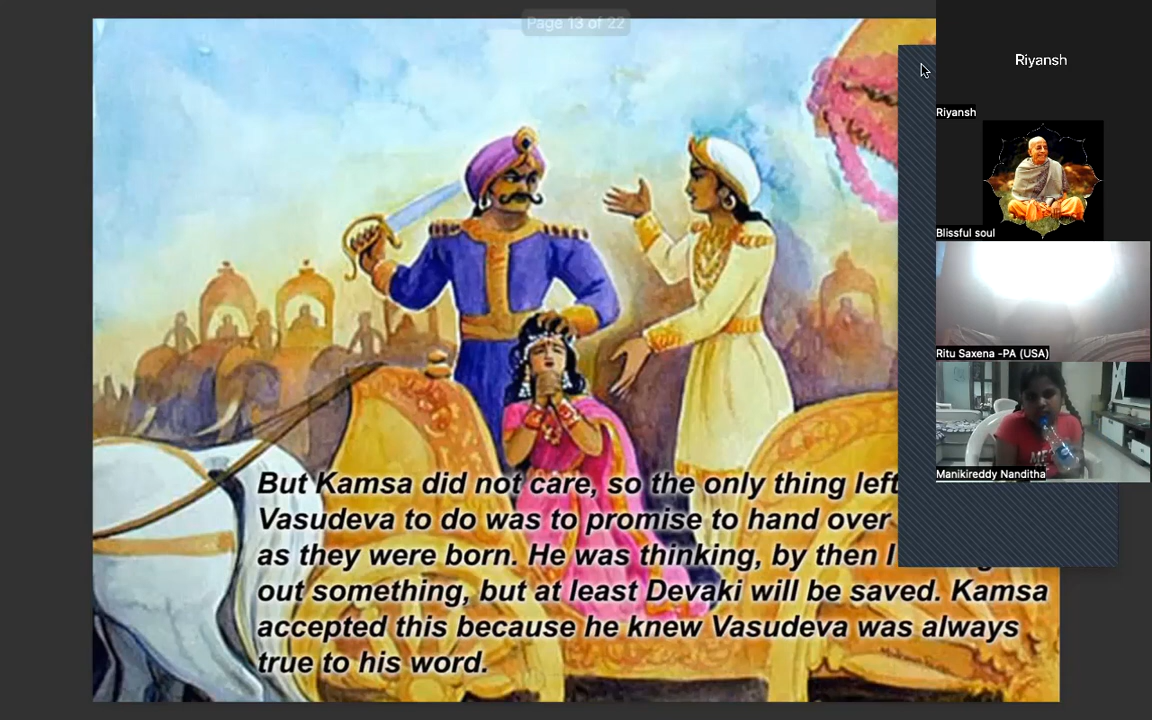 Page 13 of 22
Riyansh
Riyansh
Blissful soul
Ritu Saxena -PA (USA)
Manikireddy Nanditha
But Kamsa did not care, so the only thing left
Vasudeva to do was to promise to hand over
as they were born. He was thinking, by then I
out something, but at least Devaki will be saved. Kamsa
accepted this because he knew Vasudeva was always
true to his word.